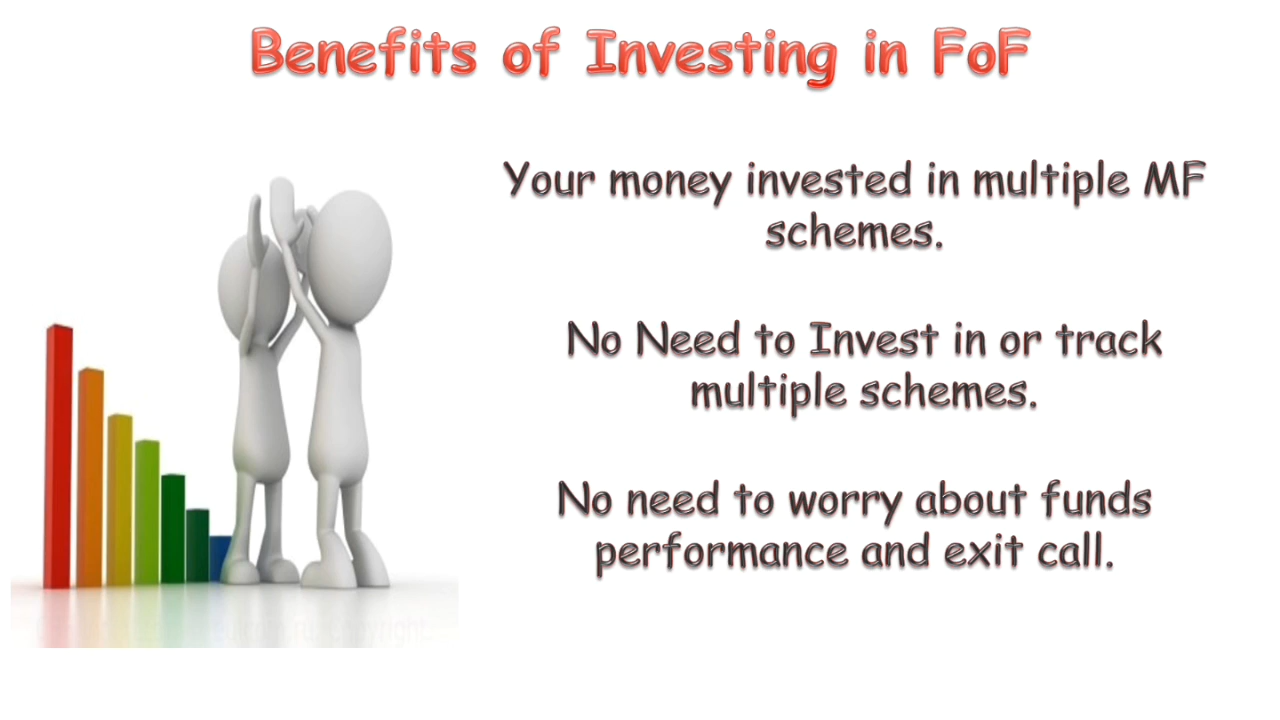 Benefits of Investing in FoF
Your money invested in multiple MF
schemes.
No Need to Invest in or track
multiple schemes.
No need to worry about funds
performance and exit call.